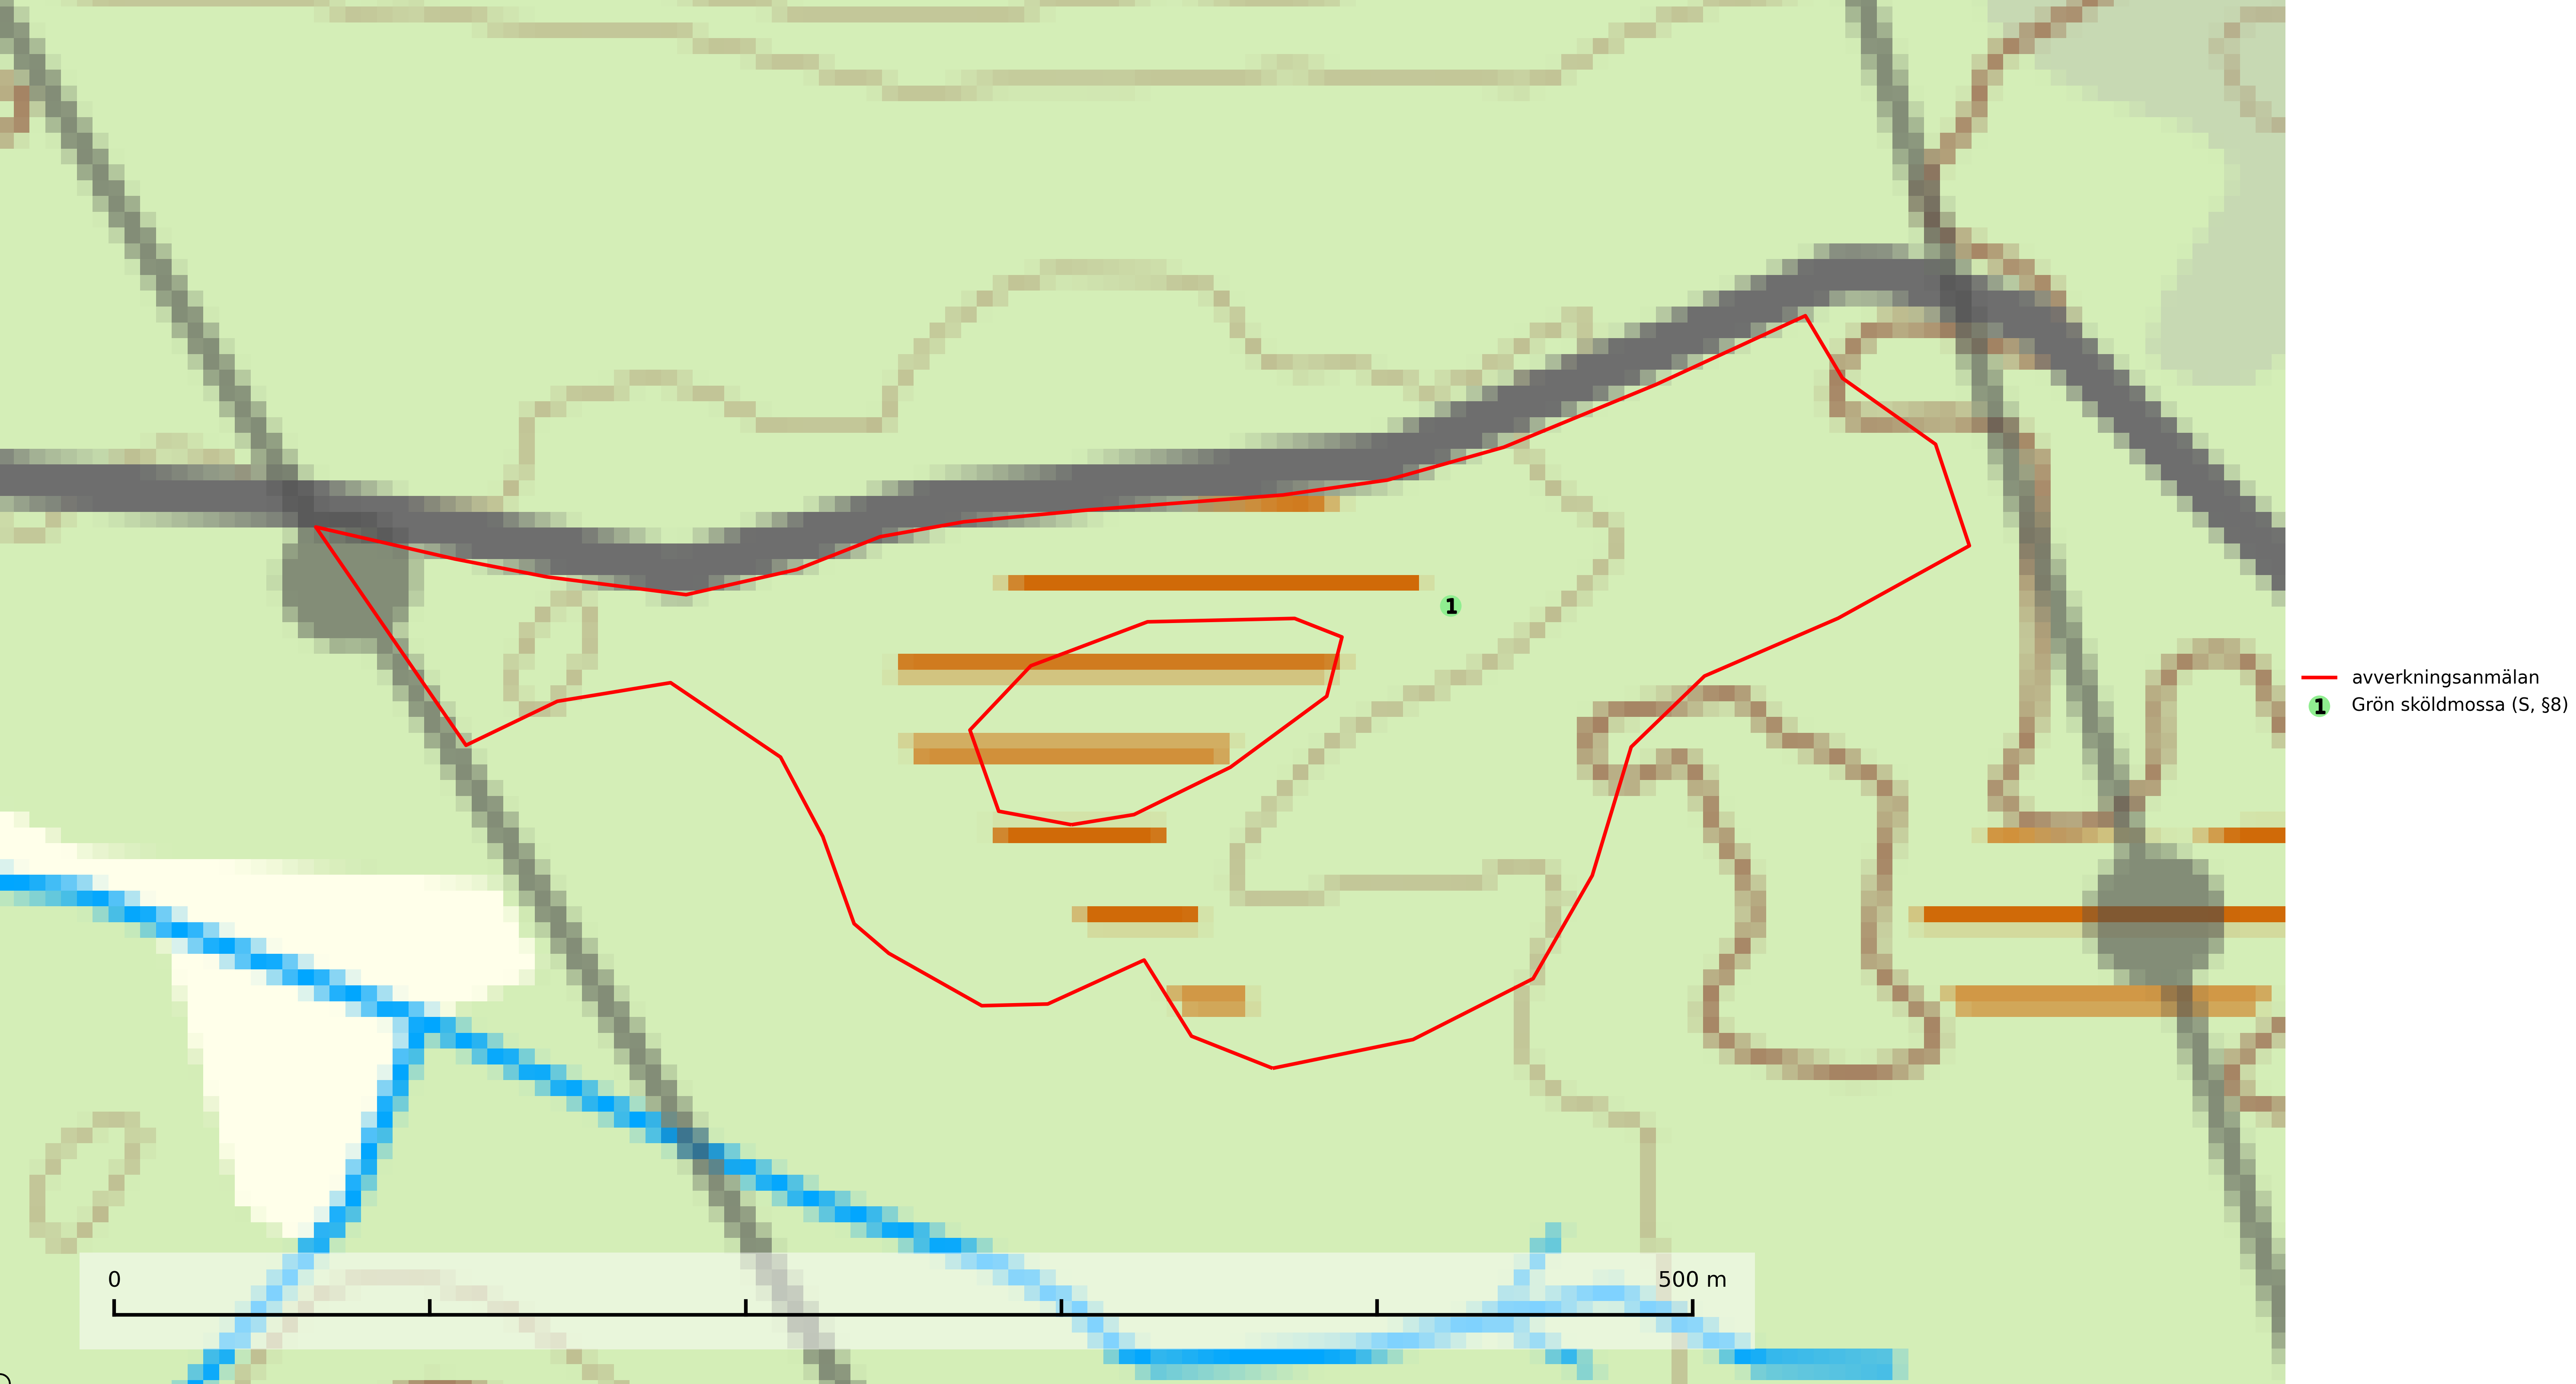 1
avverkningsanmälan
1 Grön sköldmossa (S, §8)
0 500 m